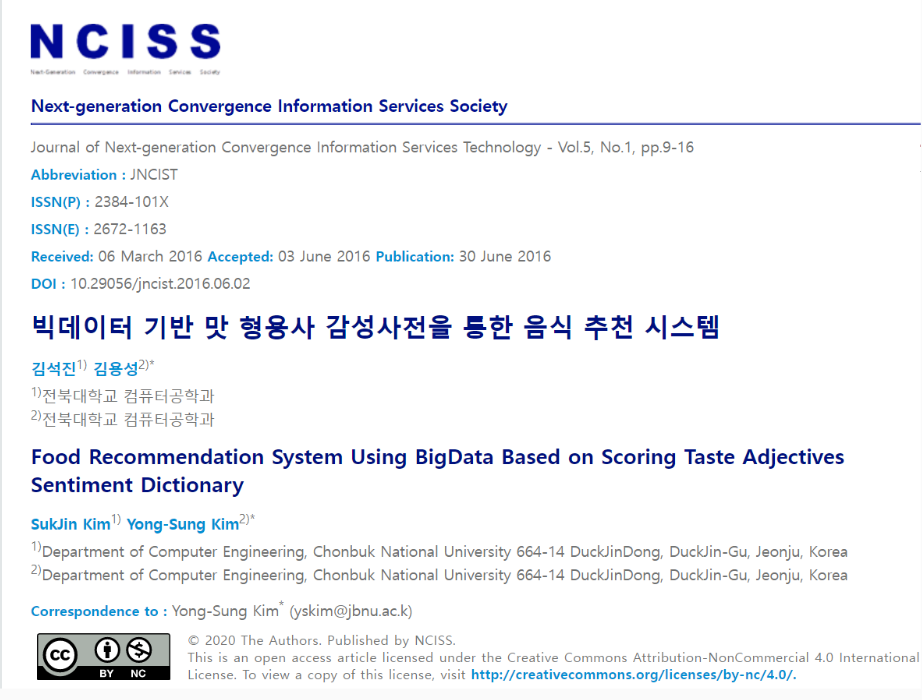 NCISS
Next-Generation Convergence Information Services Society
Next-generation Convergence Information Services Society
Journal of Next-generation Convergence Information Services Technology - Vol.5, No.1, pp.9-16
Abbreviation : JNCIST
ISSN(P) : 2384-101X
ISSN(E) : 2672-1163
Received: 06 March 2016 Accepted: 03 June 2016 Publication: 30 June 2016
DOI : 10.29056/jncist.2016.06.02
빅데이터 기반 맛 형용사 감성사전을 통한 음식 추천 시스템
김석진1) 김용성2)*
1)전북대학교 컴퓨터공학과
2)전북대학교 컴퓨터공학과
Food Recommendation System Using BigData Based on Scoring Taste Adjectives
Sentiment Dictionary
SukJin Kim1) Yong-Sung Kim2)*
1)Department of Computer Engineering, Chonbuk National University 664-14 DuckJinDong, DuckJin-Gu, Jeonju, Korea
2)Department of Computer Engineering, Chonbuk National University 664-14 DuckJinDong, DuckJin-Gu, Jeonju, Korea
Correspondence to : Yong-Sung Kim* (yskim@jbnu.ac.k)
cc BY NC
© 2020 The Authors. Published by NCISS.
This is an open access article licensed under the Creative Commons Attribution-NonCommercial 4.0 International
License. To view a copy of this license, visit http://creativecommons.org/licenses/by-nc/4.0/.